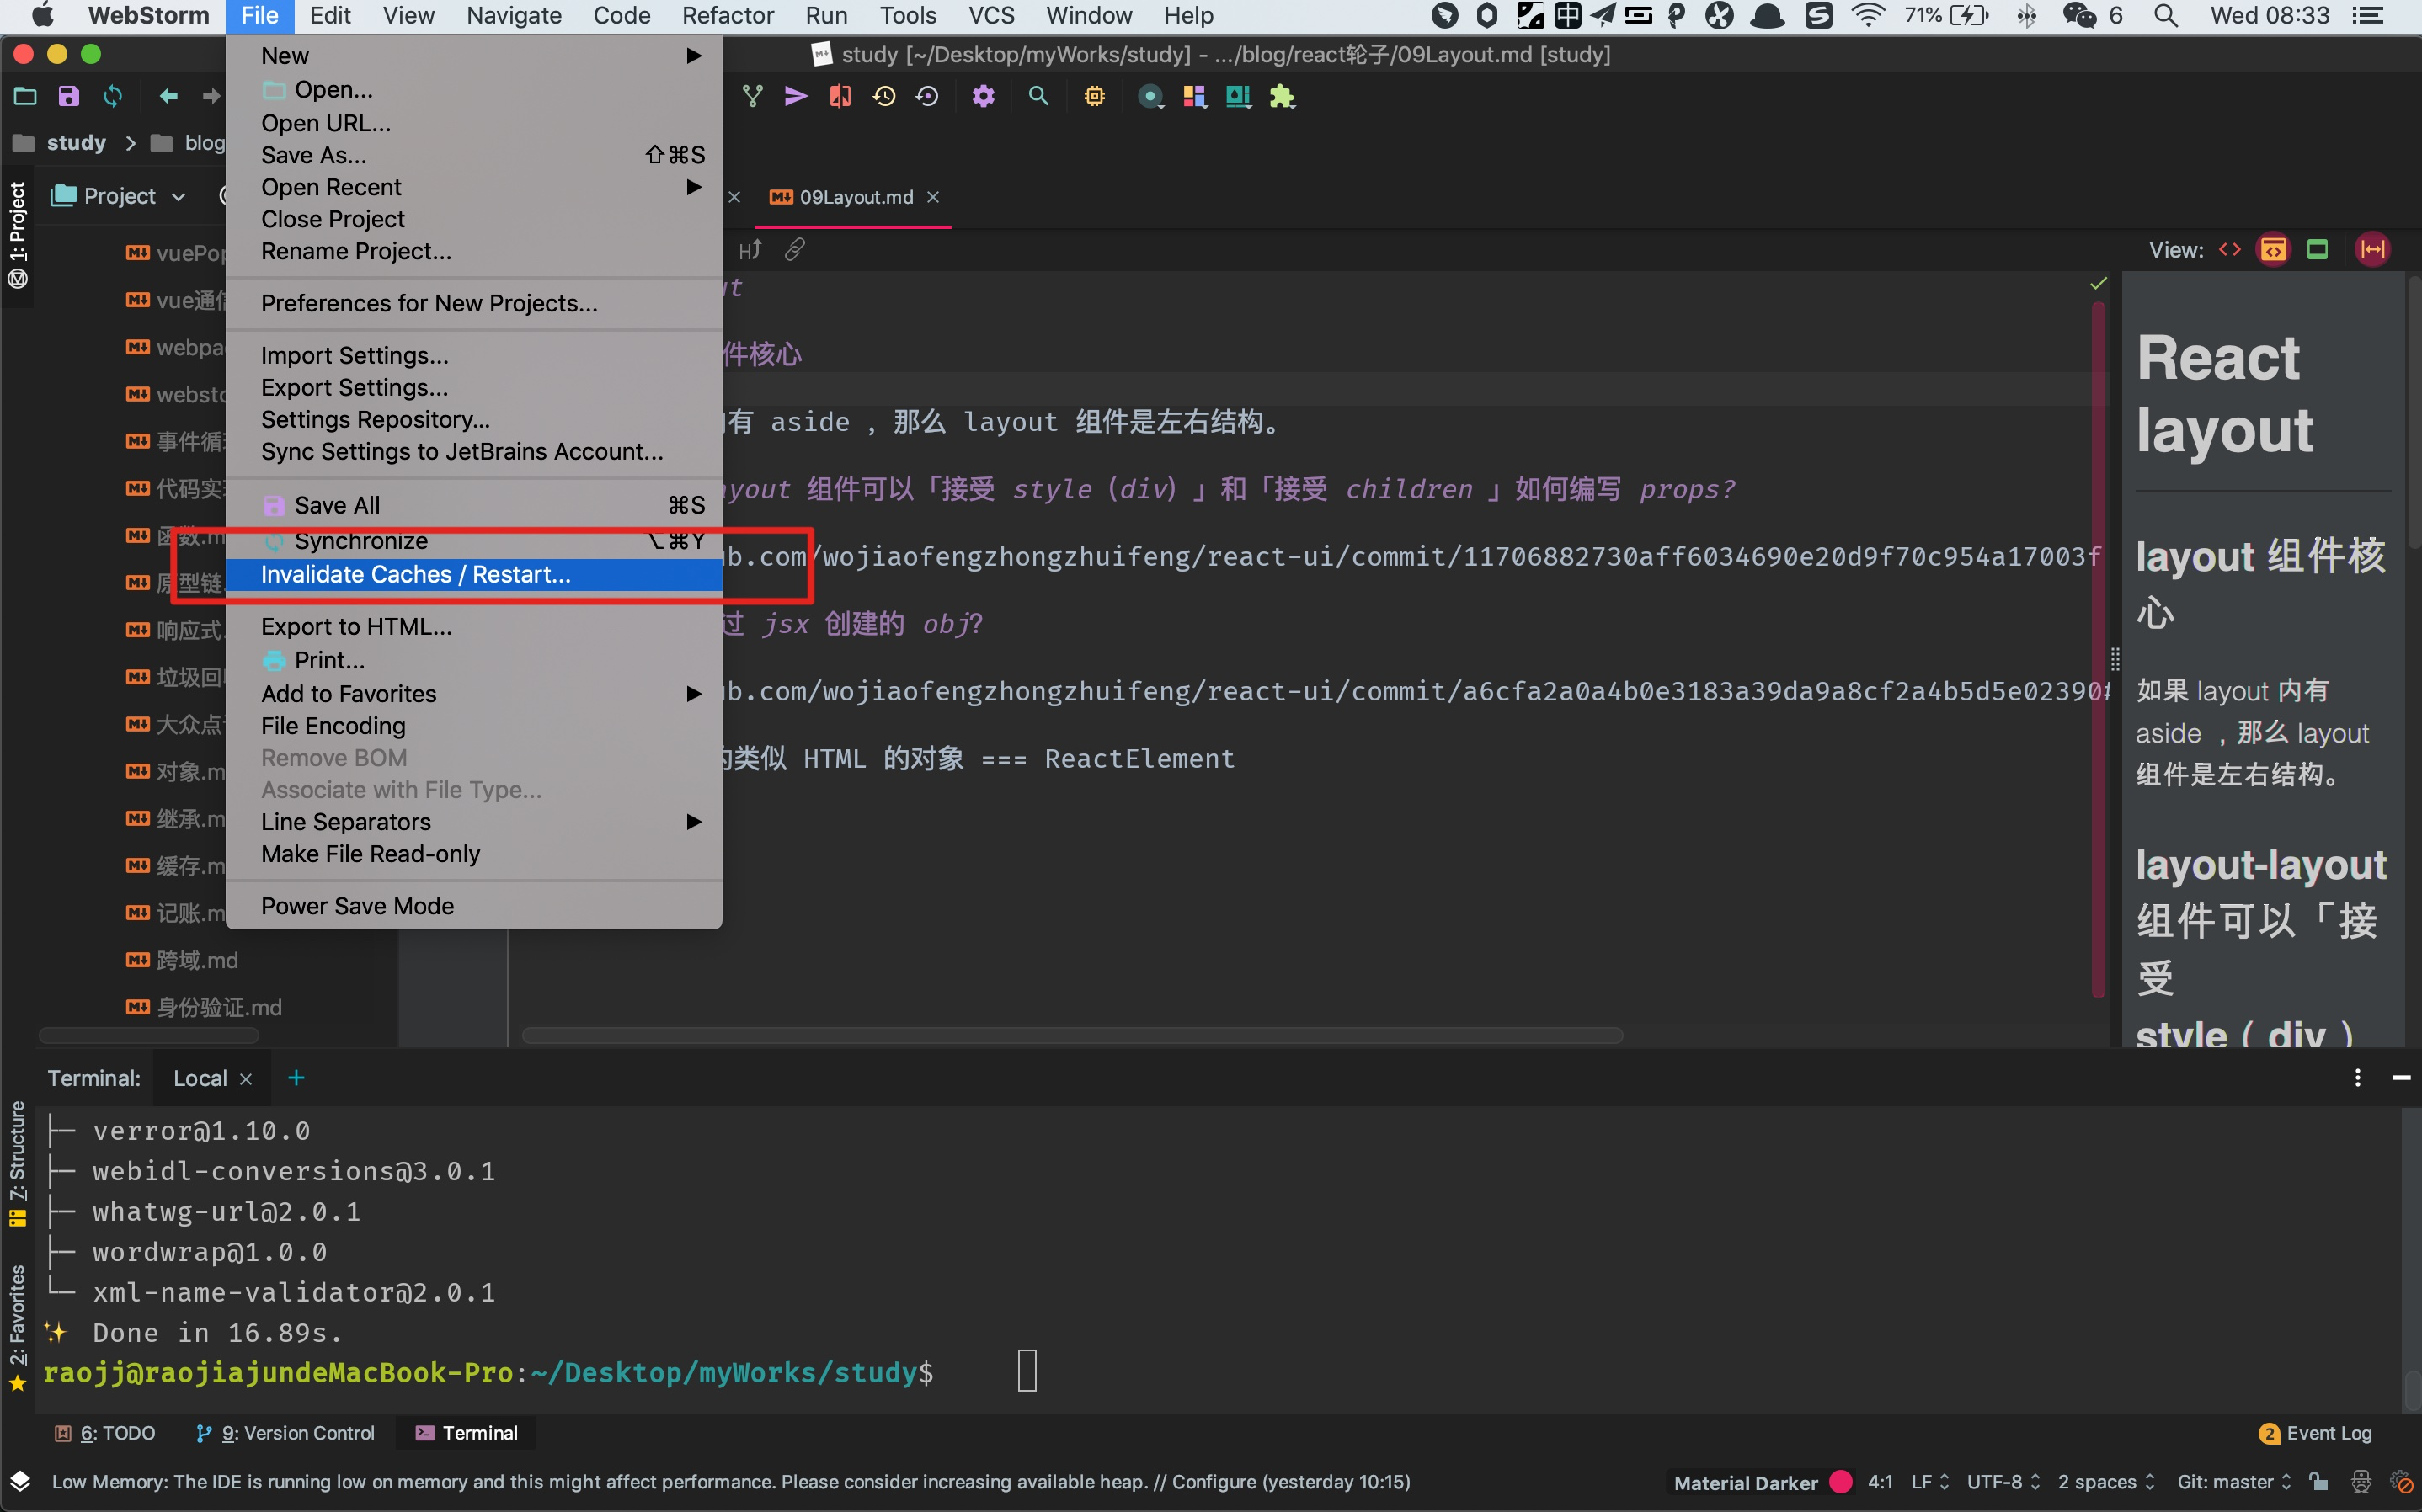 WebStorm File Edit View Navigate Code Refactor Run Tools VCS Window Help 71% 6 Wed 08:33
study [~/Desktop/myWorks/study] - .../blog/react轮子/09Layout.md [study]
study blog
1: Project
Project
09Layout.md
View:
New
Open...
Open URL...
Save As... ⇧⌘S
Open Recent
Close Project
Rename Project...
Preferences for New Projects...
Import Settings...
Export Settings...
Settings Repository...
Sync Settings to JetBrains Account...
Save All ⌘S
Synchronize ⌥⌘Y
Invalidate Caches / Restart...
Export to HTML...
Print...
Add to Favorites
File Encoding
Remove BOM
Associate with File Type...
Line Separators
Make File Read-only
Power Save Mode
vuePop
vue通信
webpa
websto
事件循环
代码实现
函数.m
原型链
响应式.
垃圾回收
大众点
对象.m
继承.m
缓存.m
记账.m
跨域.md
身份验证.md
ut
件核心
有 aside ，那么 layout 组件是左右结构。
ayout 组件可以「接受 style（div）」和「接受 children 」如何编写 props?
ub.com/wojiaofengzhongzhuifeng/react-ui/commit/11706882730aff6034690e20d9f70c954a17003f
过 jsx 创建的 obj?
ub.com/wojiaofengzhongzhuifeng/react-ui/commit/a6cfa2a0a4b0e3183a39da9a8cf2a4b5d5e02390#
的类似 HTML 的对象 === ReactElement
React
layout
layout 组件核
心
如果 layout 内有
aside ，那么 layout
组件是左右结构。
layout-layout
组件可以「接
受
style（div）
Terminal: Local
├─ verror@1.10.0
├─ webidl-conversions@3.0.1
├─ whatwg-url@2.0.1
├─ wordwrap@1.0.0
└─ xml-name-validator@2.0.1
✨ Done in 16.89s.
raojj@raojiajundeMacBook-Pro:~/Desktop/myWorks/study$
7: Structure
2: Favorites
6: TODO 9: Version Control Terminal 2 Event Log
Low Memory: The IDE is running low on memory and this might affect performance. Please consider increasing available heap. // Configure (yesterday 10:15) Material Darker 4:1 LF UTF-8 2 spaces Git: master